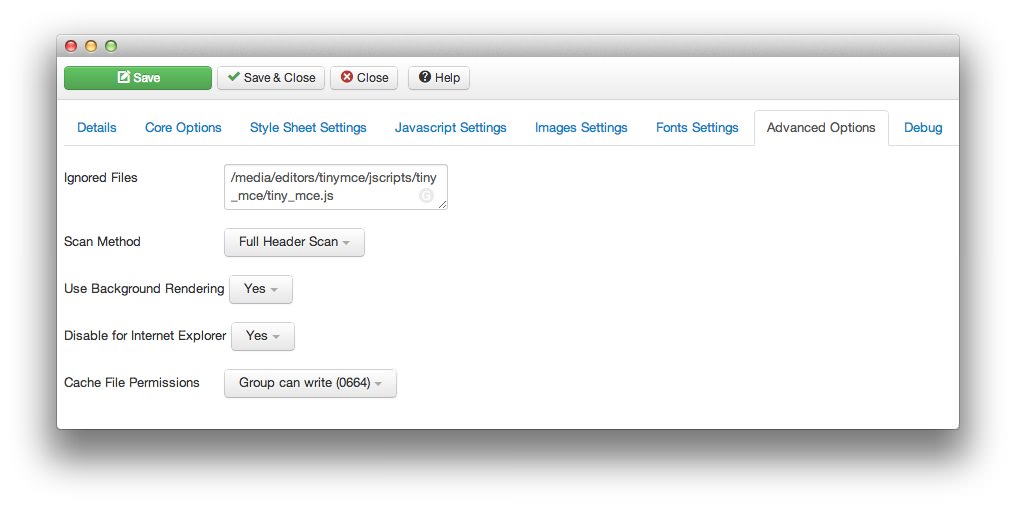 Save
Save & Close
Close
Help
Details
Core Options
Style Sheet Settings
Javascript Settings
Images Settings
Fonts Settings
Advanced Options
Debug
Ignored Files
/media/editors/tinymce/jscripts/tiny
_mce/tiny_mce.js
G
Scan Method
Full Header Scan
Use Background Rendering
Yes
Disable for Internet Explorer
Yes
Cache File Permissions
Group can write (0664)